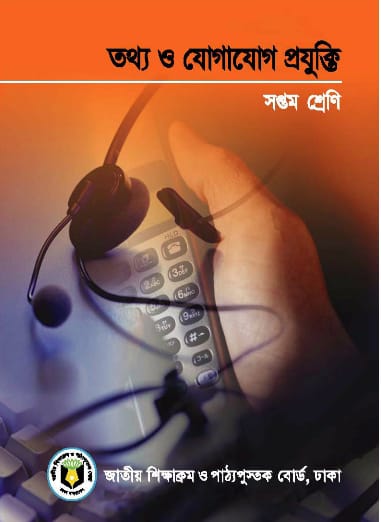 তথ্য ও যোগাযোগ প্রযুক্তি
সপ্তম শ্রেণি
জাতীয় শিক্ষাক্রম ও পাঠ্যপুস্তক বোর্ড, ঢাকা